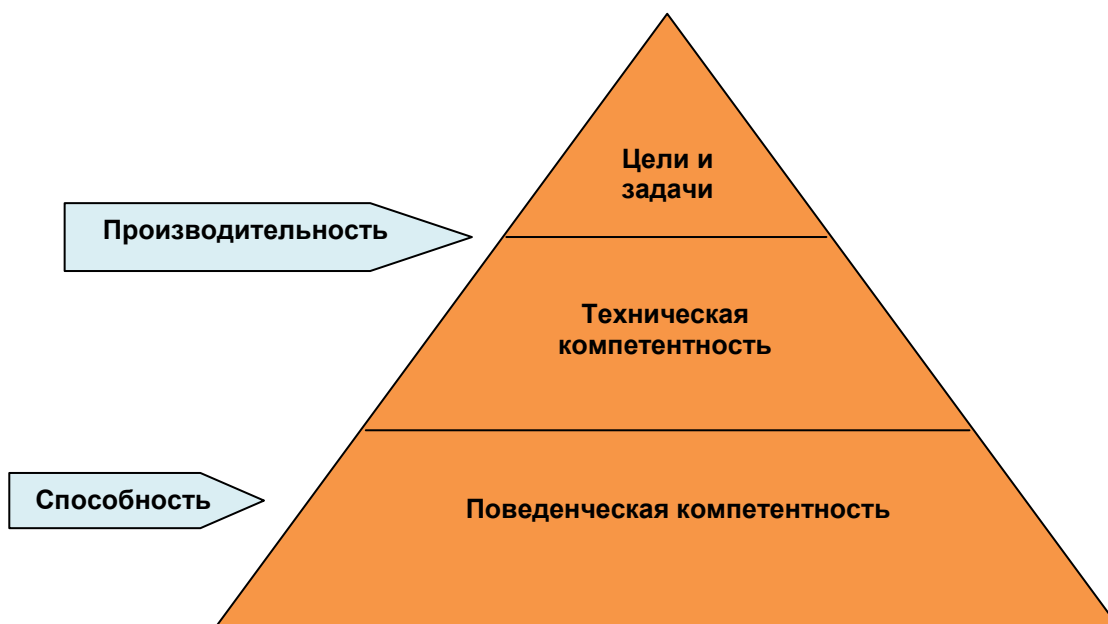 Цели и
задачи
Производительность
Техническая
компетентность
Способность
Поведенческая компетентность